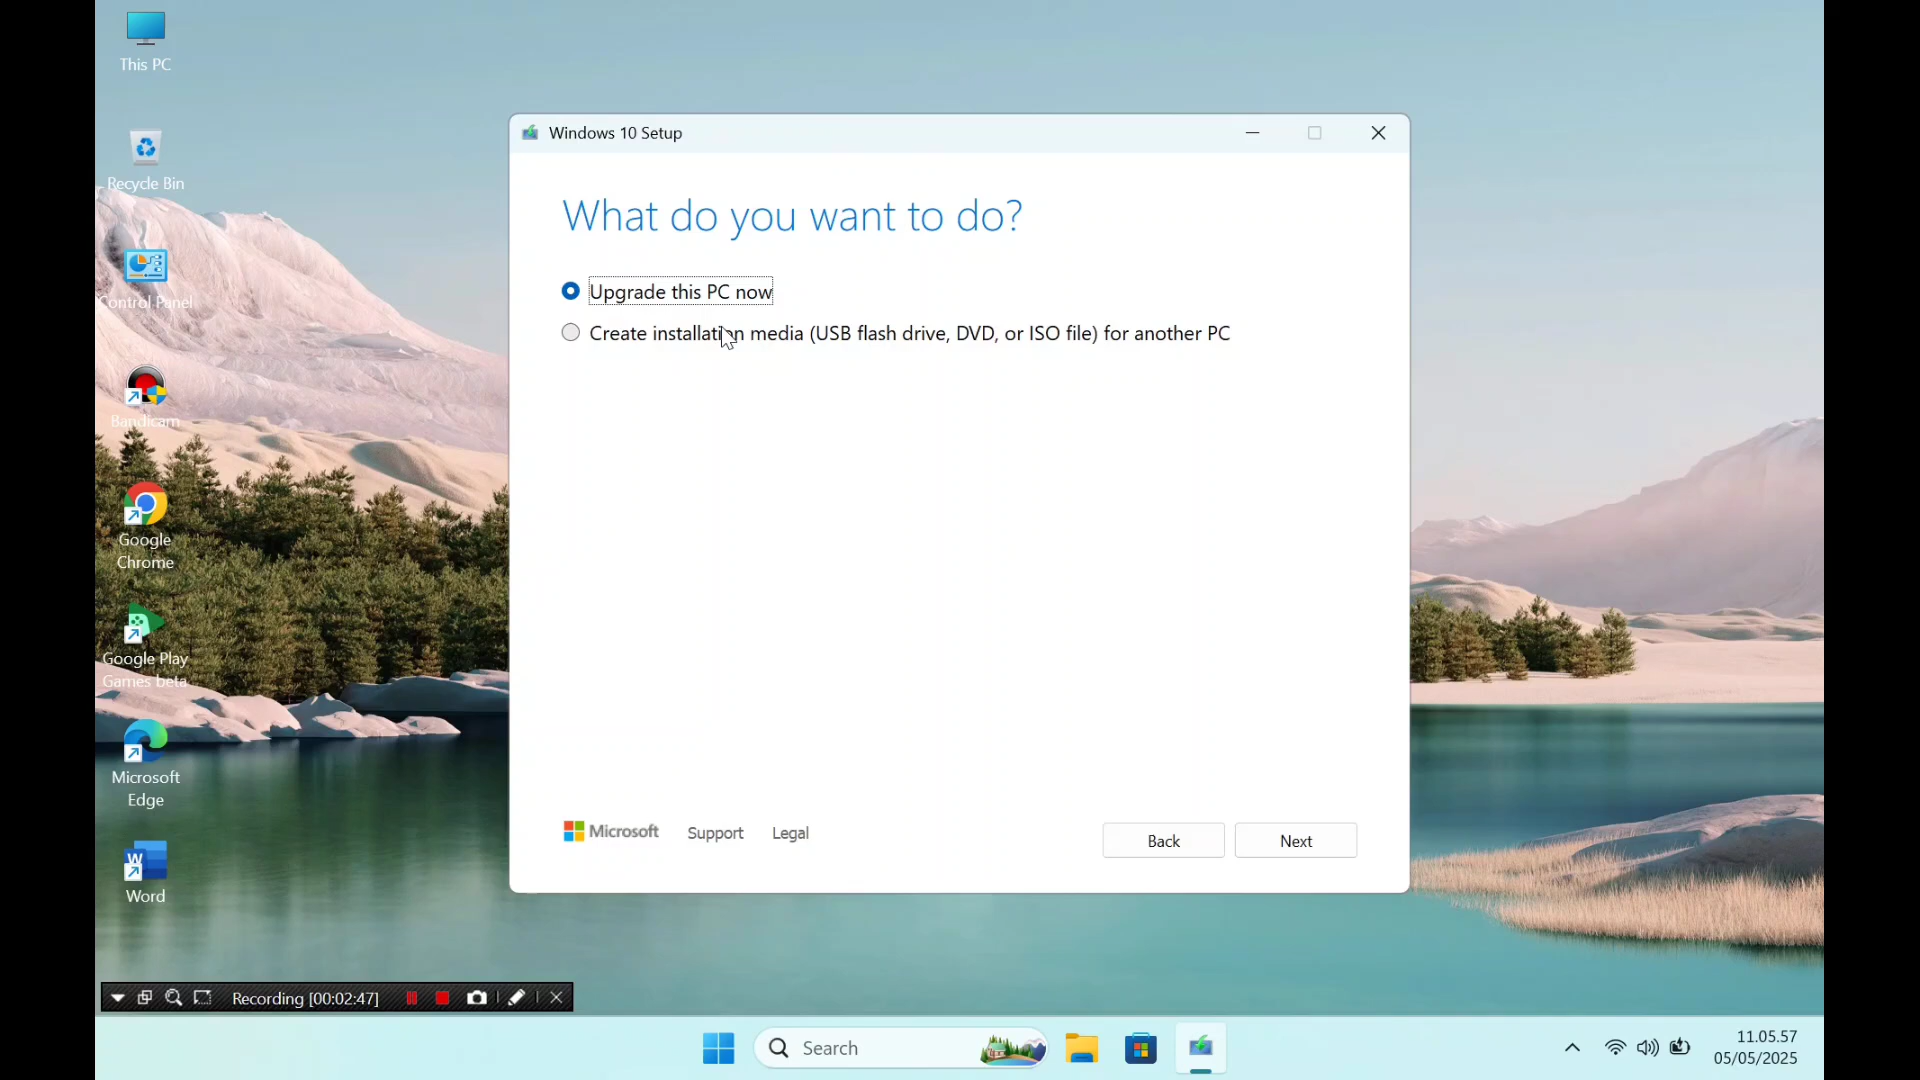 This PC
Recycle Bin
Control Panel
Bandicam
Google
Chrome
Google Play
Games beta
Microsoft
Edge
Word
Windows 10 Setup
What do you want to do?
Upgrade this PC now
Create installation media (USB flash drive, DVD, or ISO file) for another PC
Microsoft
Support
Legal
Back
Next
Recording [00:02:47]
Search
11.05.57
05/05/2025